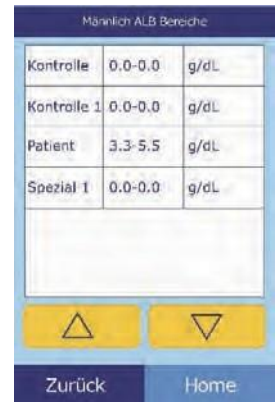 Männlich ALB Bereiche
Kontrolle 0.0-0.0 g/dL
Kontrolle 1 0.0-0.0 g/dL
Patient 3.3-5.5 g/dL
Spezial 1 0.0-0.0 g/dL
Zurück Home